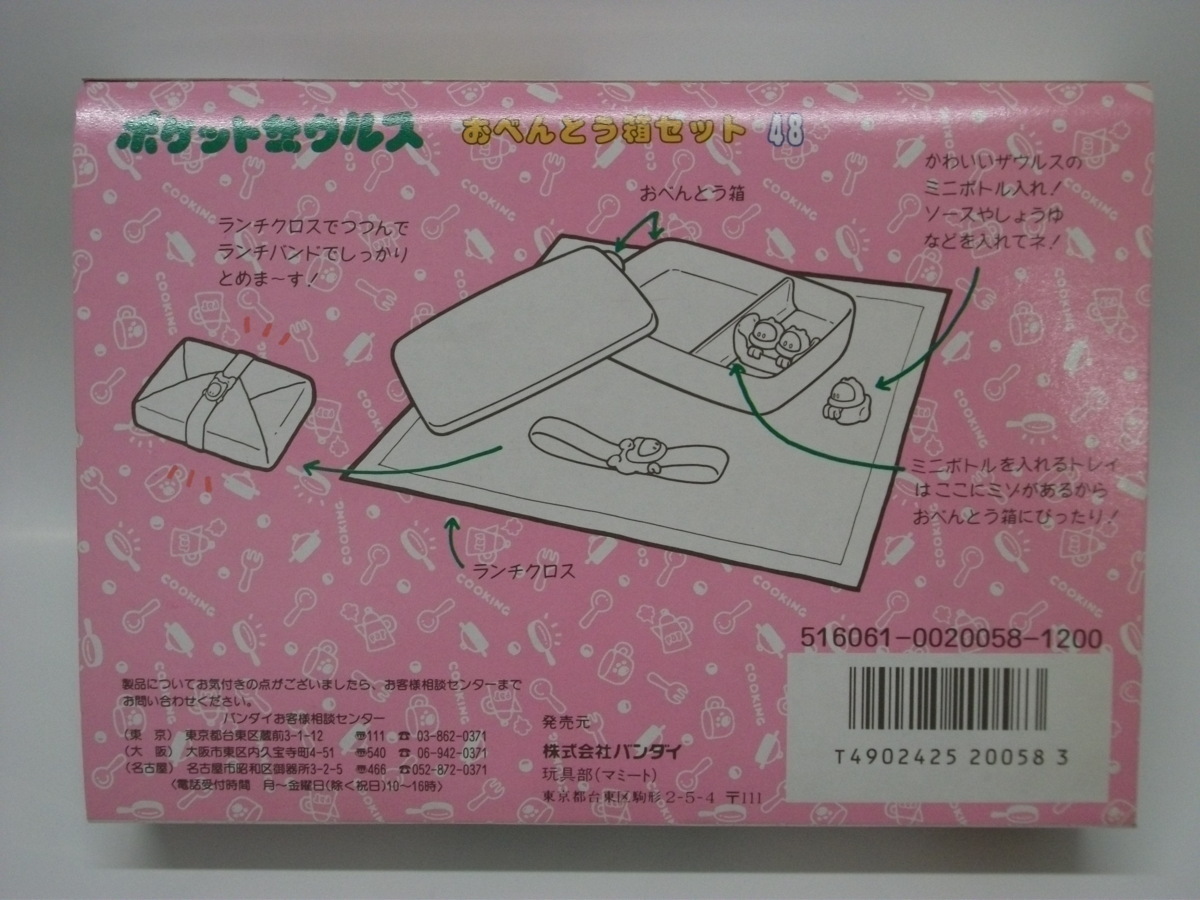 ポケットザウルス おべんとう箱セット 48
かわいいザウルスの
ミニボトル入れ!
ソースやしょうゆ
などを入れてネ!
おべんとう箱
ランチクロスでつつんで
ランチバンドでしっかり
とめま〜す!
ミニボトルを入れるトレイ
はここにミゾがあるから
おべんとう箱にぴったり!
ランチクロス
516061-0020058-1200
T4902425 20058 3
製品についてお気付きの点がございましたら、お客様相談センターまで
お問い合わせください。
バンダイお客様相談センター
(東 京) 東京都台東区蔵前3-1-12 〠111 ☎ 03-862-0371
(大 阪) 大阪市東区内久宝寺町4-51 〠540 ☎ 06-942-0371
(名古屋) 名古屋市昭和区御器所3-2-5 〠466 ☎052-872-0371
〈電話受付時間 月〜金曜日(除く祝日)10〜16時〉
発売元
株式会社バンダイ
玩具部(マミート)
東京都台東区駒形2-5-4 〒111
COOKING